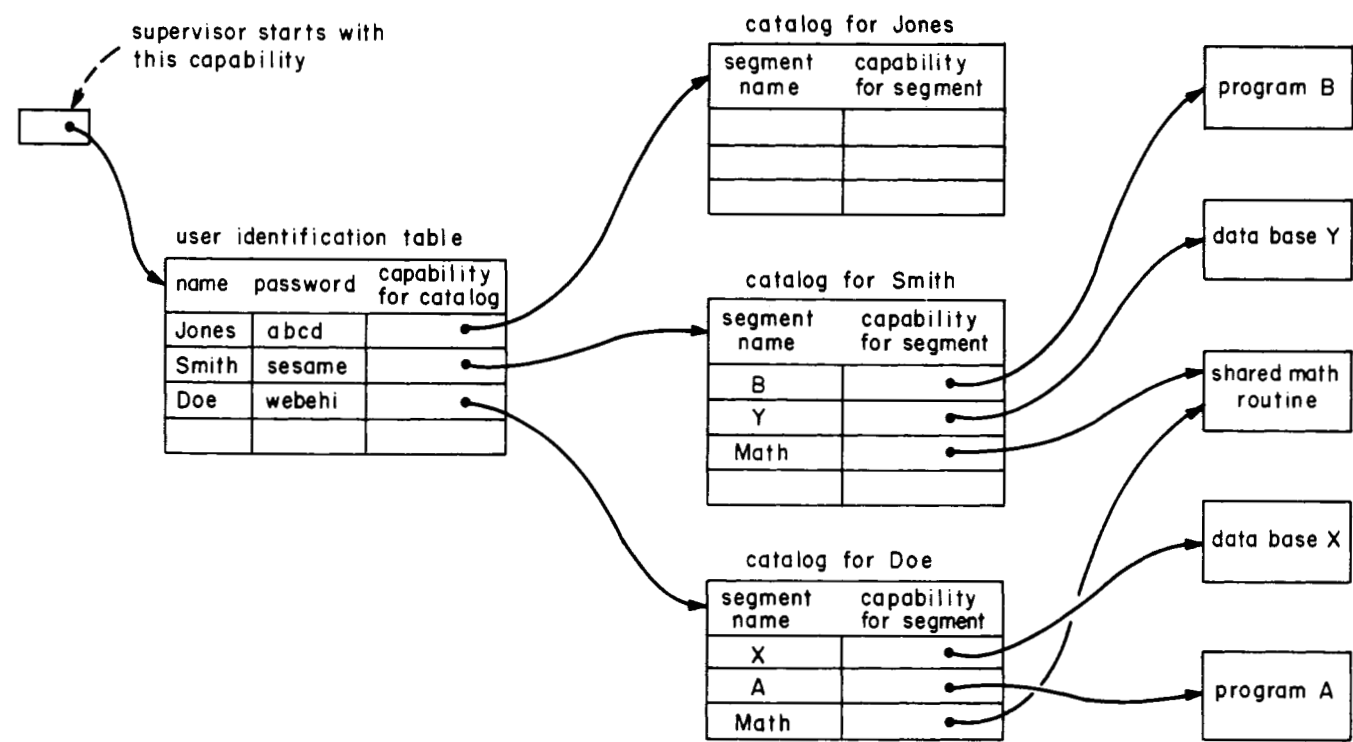 supervisor starts with
this capability
user identification table
name password capability
for catalog
Jones abcd
Smith sesame
Doe webehi
catalog for Jones
segment capability
name for segment
catalog for Smith
segment capability
name for segment
B
Y
Math
catalog for Doe
segment capability
name for segment
X
A
Math
program B
data base Y
shared math
routine
data base X
program A